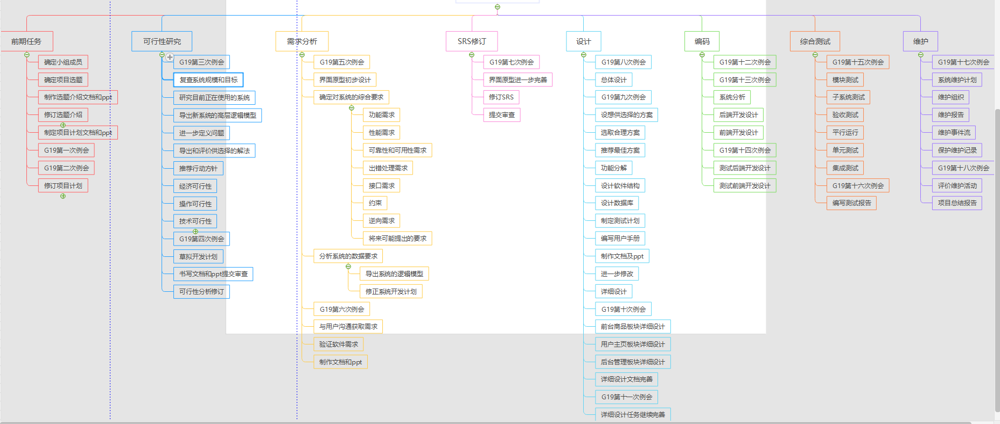 前期任务
确定小组成员
确定项目选题
制作选题介绍文档和ppt
修订选题介绍
制定项目计划文档和ppt
G19第一次例会
G19第二次例会
修订项目计划
可行性研究
G19第三次例会
复查系统规模和目标
研究目前正在使用的系统
导出新系统的高层逻辑模型
进一步定义问题
导出和评价供选择的解法
推荐行动方针
经济可行性
操作可行性
技术可行性
G19第四次例会
草拟开发计划
书写文档和ppt提交审查
可行性分析修订
需求分析
G19第五次例会
界面原型初步设计
确定对系统的综合要求
功能需求
性能需求
可靠性和可用性需求
出错处理需求
接口需求
约束
逆向需求
将来可能提出的要求
分析系统的数据要求
导出系统的逻辑模型
修正系统开发计划
G19第六次例会
与用户沟通获取需求
验证软件需求
制作文档和ppt
SRS修订
G19第七次例会
界面原型进一步完善
修订SRS
提交审查
设计
G19第八次例会
总体设计
G19第九次例会
设想供选择的方案
选取合理方案
推荐最佳方案
功能分解
设计软件结构
设计数据库
制定测试计划
编写用户手册
制作文档及ppt
进一步修改
详细设计
G19第十次例会
前台商品板块详细设计
用户主页板块详细设计
后台管理板块详细设计
详细设计文档完善
G19第十一次例会
详细设计任务继续完善
编码
G19第十二次例会
G19第十三次例会
系统分析
后端开发设计
前端开发设计
G19第十四次例会
测试后端开发设计
测试前端开发设计
综合测试
G19第十五次例会
模块测试
子系统测试
验收测试
平行运行
单元测试
集成测试
G19第十六次例会
编写测试报告
维护
G19第十七次例会
系统维护计划
维护组织
维护报告
维护事件流
保护维护记录
G19第十八次例会
评价维护活动
项目总结报告